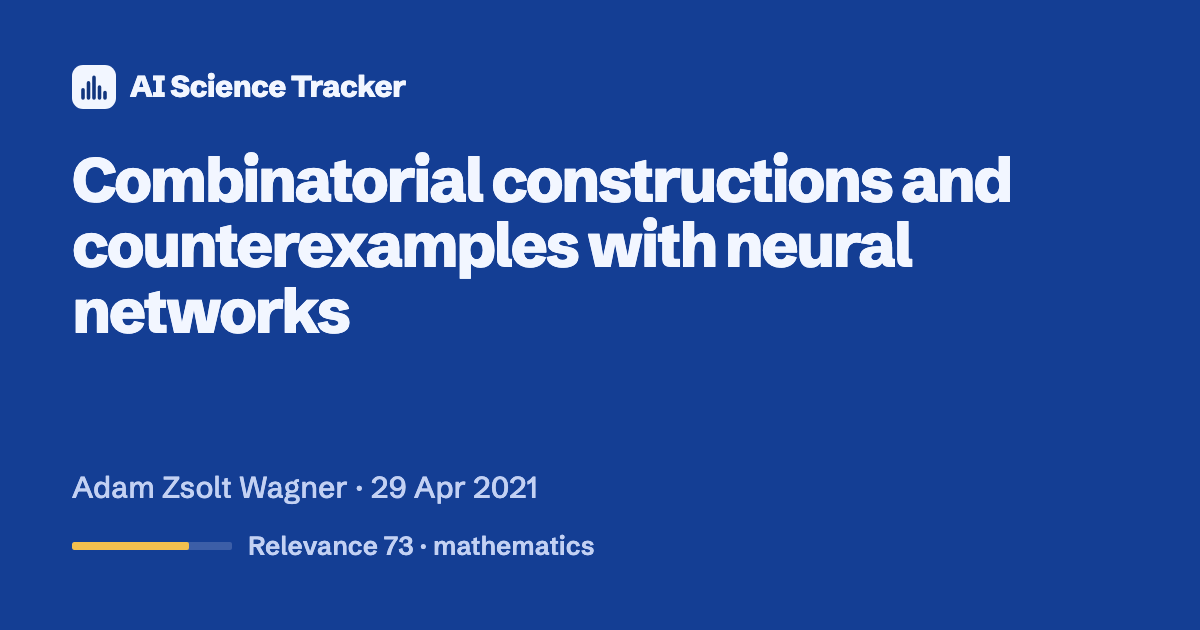 AI Science Tracker
Combinatorial constructions and
counterexamples with neural
networks
Adam Zsolt Wagner · 29 Apr 2021
Relevance 73 · mathematics